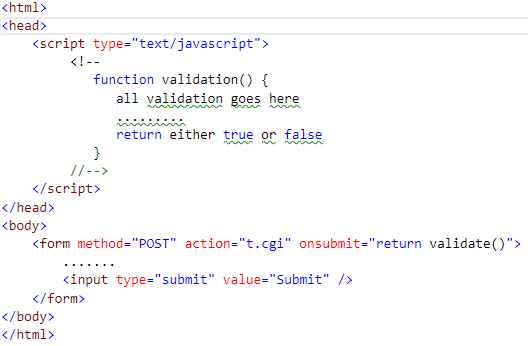 <html>
<head>
<script type="text/javascript">
<!--
function validation() {
all validation goes here
.........
return either true or false
}
//-->
</script>
</head>
<body>
<form method="POST" action="t.cgi" onsubmit="return validate()">
.......
<input type="submit" value="Submit" />
</form>
</body>
</html>